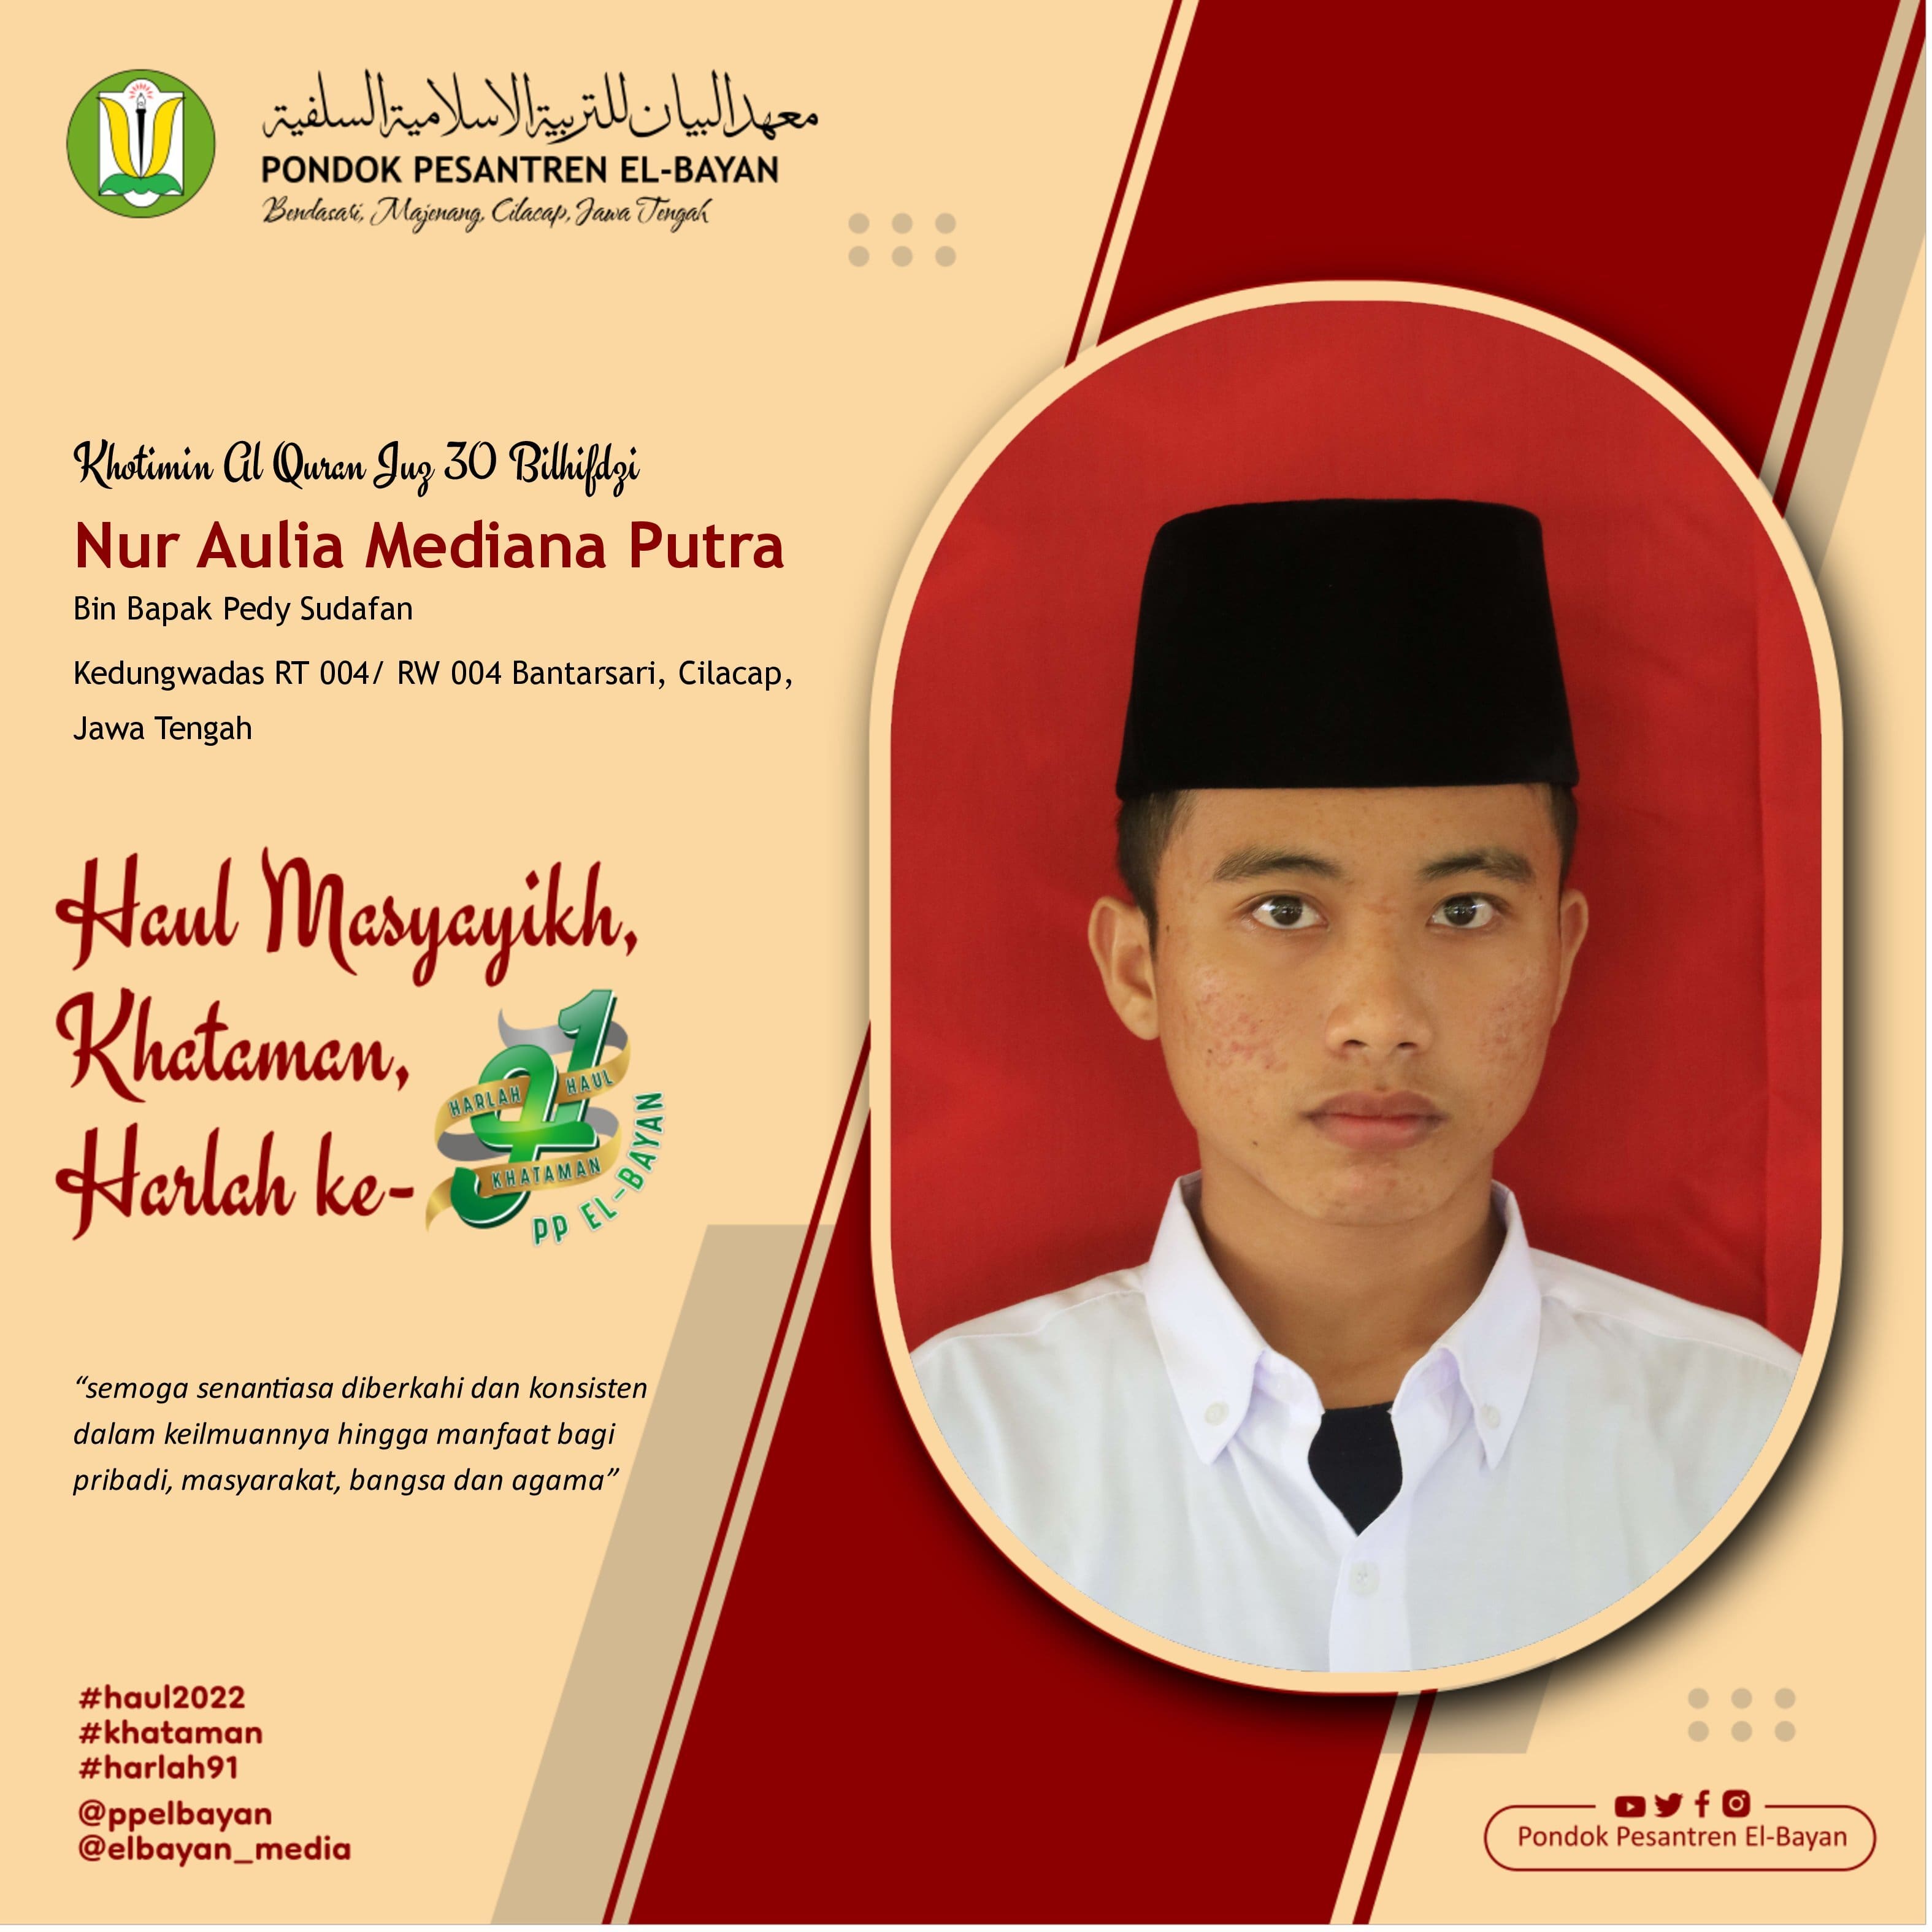 معهد البيان للتربية الاسلامية السلفية
PONDOK PESANTREN EL-BAYAN
Bendasari, Majenang, Cilacap, Jawa Tengah
Khotimin Al Quran Juz 30 Bilhifdzi
Nur Aulia Mediana Putra
Bin Bapak Pedy Sudafan
Kedungwadas RT 004/ RW 004 Bantarsari, Cilacap,
Jawa Tengah
Haul Masyayikh,
Khataman,
Harlah ke-
91
HARLAH HAUL
KHATAMAN
PP EL-BAYAN
“semoga senantiasa diberkahi dan konsisten
dalam keilmuannya hingga manfaat bagi
pribadi, masyarakat, bangsa dan agama”
#haul2022
#khataman
#harlah91
@ppelbayan
@elbayan_media
Pondok Pesantren El-Bayan